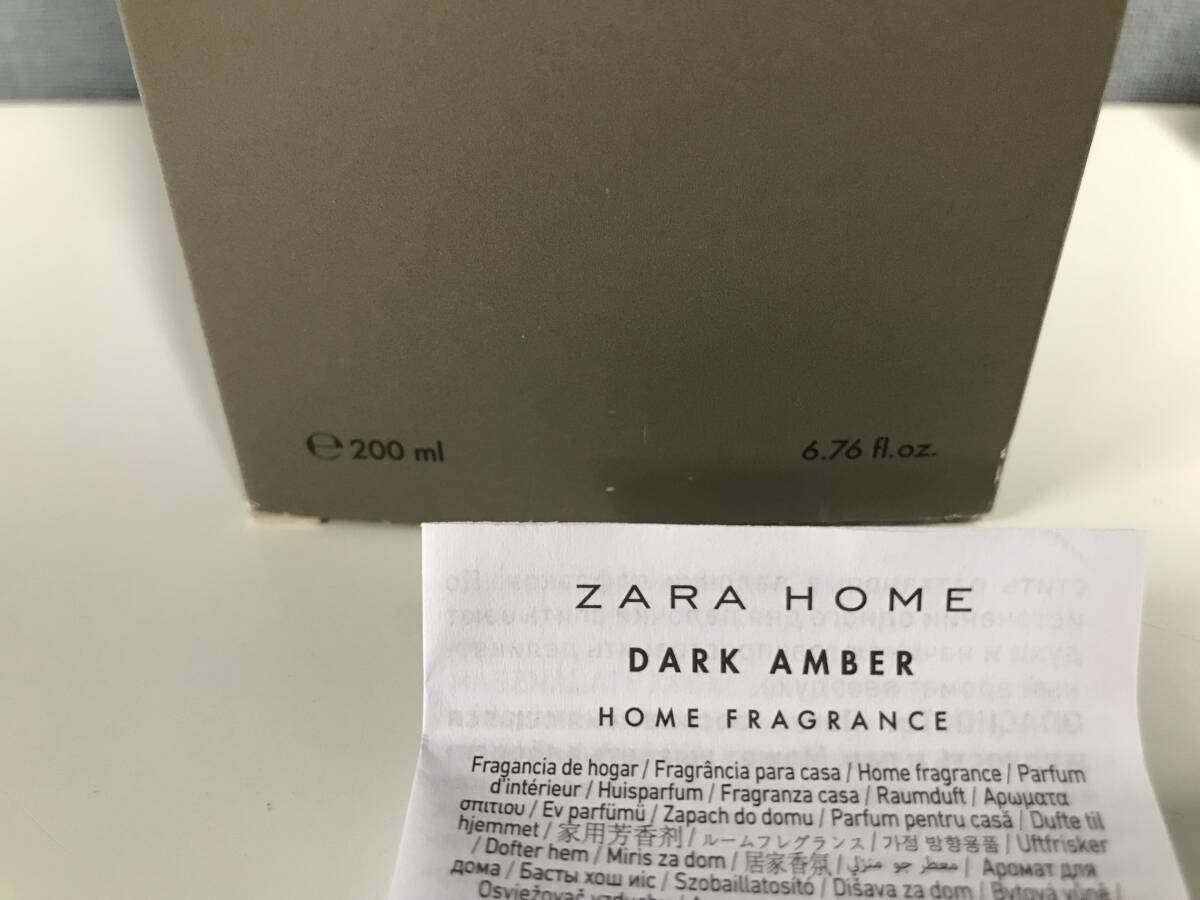 ℮ 200 ml 6.76 fl.oz.
ZARA HOME
DARK AMBER
HOME FRAGRANCE
Fragancia de hogar / Fragrância para casa / Home fragrance / Parfum
d'intérieur / Huisparfum / Fragranza casa / Raumduft / Αρωματα
σπιτιου / Ev parfümü / Zapach do domu / Parfum pentru casă / Dufte til
hjemmet / 家用芳香剂 / ルームフレグランス / 가정 방향용품 / Uftfrisker
/ Dofter hem / Miris za dom / 居家香氛 / معطر جو منزلي / Аромат для
дома / Басты хош иіс / Szobaillatosító / Dišava za dom / Bytová vůně /
Osviežovač vzduchu /